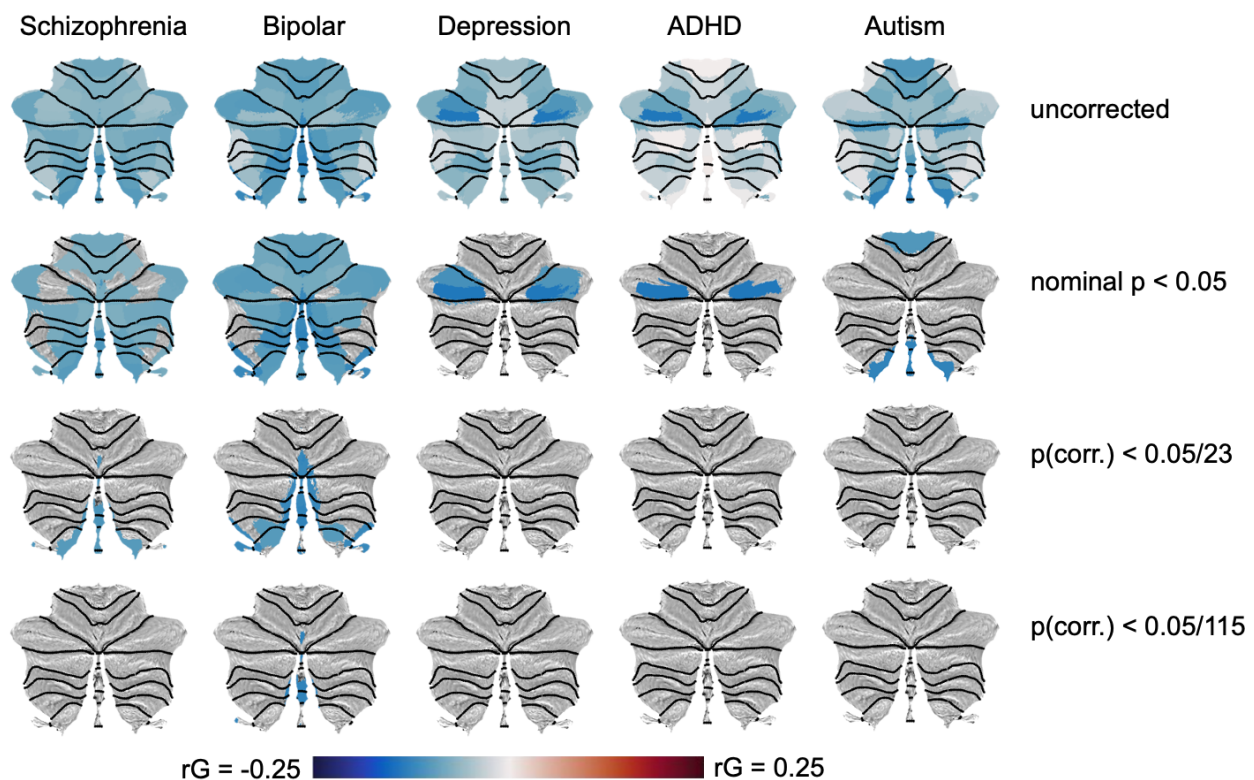 Schizophrenia Bipolar Depression ADHD Autism
uncorrected
nominal p < 0.05
p(corr.) < 0.05/23
p(corr.) < 0.05/115
rG = -0.25 rG = 0.25